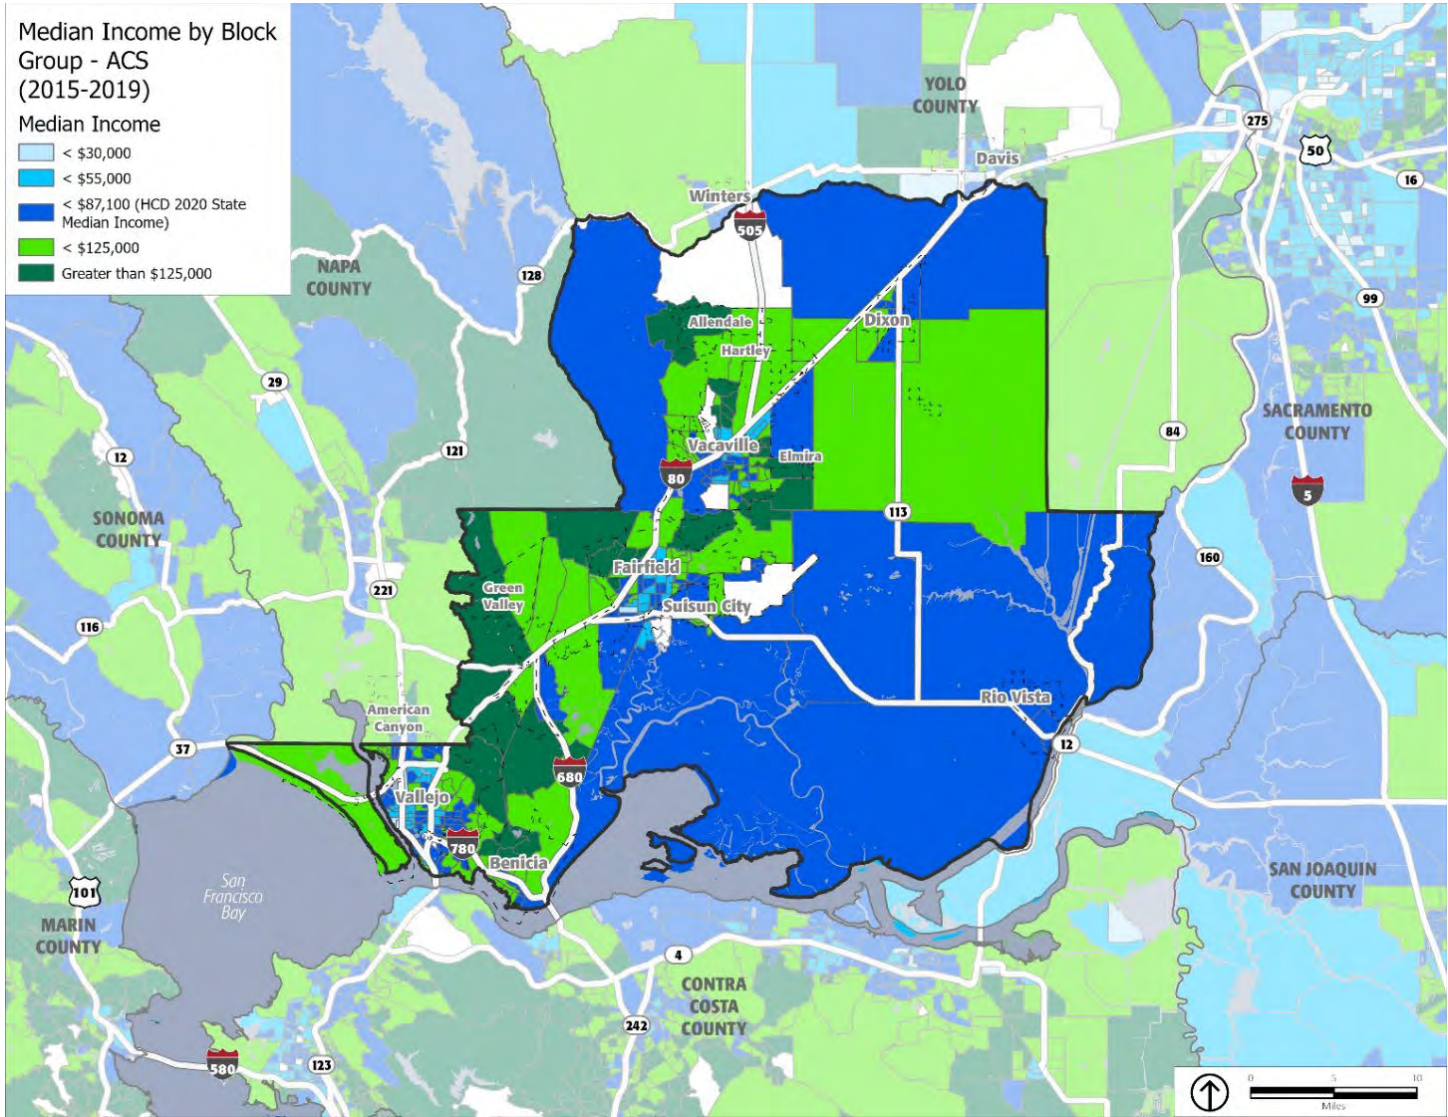 Median Income by Block
Group - ACS
(2015-2019)
Median Income
< $30,000
< $55,000
< $87,100 (HCD 2020 State
Median Income)
< $125,000
Greater than $125,000
YOLO
COUNTY
275
50
Davis
16
Winters
505
NAPA
COUNTY
128
99
Allendale
Dixon
Hartley
29
SACRAMENTO
COUNTY
84
121
12
Vacaville
Elmira
80
5
SONOMA
COUNTY
113
160
Fairfield
221
Green
Valley
Suisun City
116
Rio Vista
American
Canyon
37
12
680
Vallejo
780
Benicia
San
Francisco
Bay
101
SAN JOAQUIN
COUNTY
MARIN
COUNTY
4
CONTRA
COSTA
COUNTY
242
580
123
0 5 10
Miles